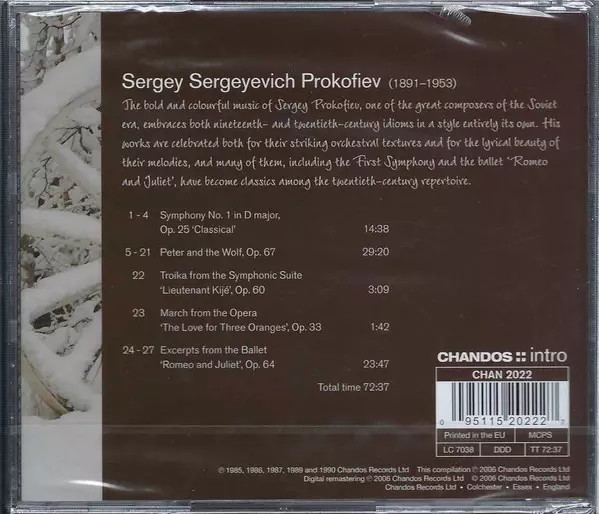 Sergey Sergeyevich Prokofiev (1891–1953)
The bold and colourful music of Sergey Prokofiev, one of the great composers of the Soviet
era, embraces both nineteenth- and twentieth-century idioms in a style entirely its own. His
works are celebrated both for their striking orchestral textures and for the lyrical beauty of
their melodies, and many of them, including the First Symphony and the ballet 'Romeo
and Juliet', have become classics among the twentieth-century repertoire.
1 - 4 Symphony No. 1 in D major,
Op. 25 'Classical' 14:38
5 - 21 Peter and the Wolf, Op. 67 29:20
22 Troika from the Symphonic Suite
'Lieutenant Kijé', Op. 60 3:09
23 March from the Opera
'The Love for Three Oranges', Op. 33 1:42
24 - 27 Excerpts from the Ballet
'Romeo and Juliet', Op. 64 23:47
Total time 72:37
CHANDOS intro
CHAN 2022
0 95115 20222 7
Printed in the EU MCPS
LC 7038 DDD TT 72:37
℗ 1985, 1986, 1987, 1989 and 1990 Chandos Records Ltd This compilation ℗ 2006 Chandos Records Ltd
Digital remastering ℗ 2006 Chandos Records Ltd © 2006 Chandos Records Ltd
Chandos Records Ltd • Colchester • Essex • England